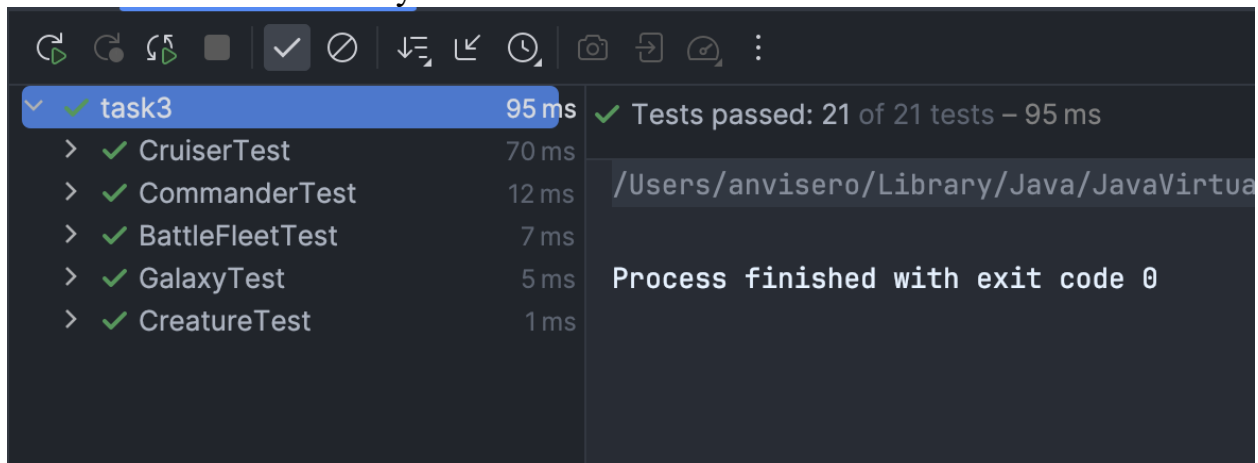 task3 95 ms
CruiserTest 70 ms
CommanderTest 12 ms
BattleFleetTest 7 ms
GalaxyTest 5 ms
CreatureTest 1 ms
Tests passed: 21 of 21 tests – 95 ms
/Users/anvisero/Library/Java/JavaVirtua
Process finished with exit code 0